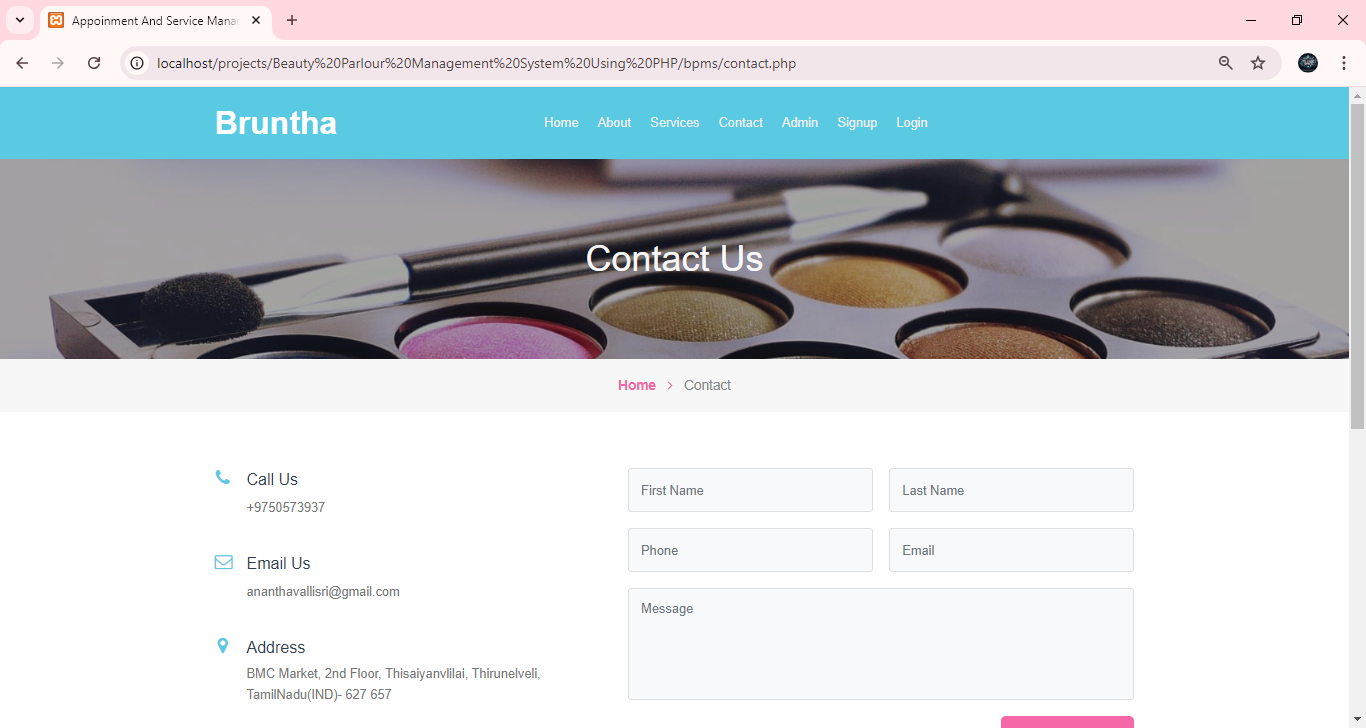 Appoinment And Service Mana
localhost/projects/Beauty%20Parlour%20Management%20System%20Using%20PHP/bpms/contact.php
Bruntha
Home About Services Contact Admin Signup Login
Contact Us
Home > Contact
Call Us
+9750573937
Email Us
ananthavallisri@gmail.com
Address
BMC Market, 2nd Floor, Thisaiyanvlilai, Thirunelveli,
TamilNadu(IND)- 627 657
First Name Last Name
Phone Email
Message